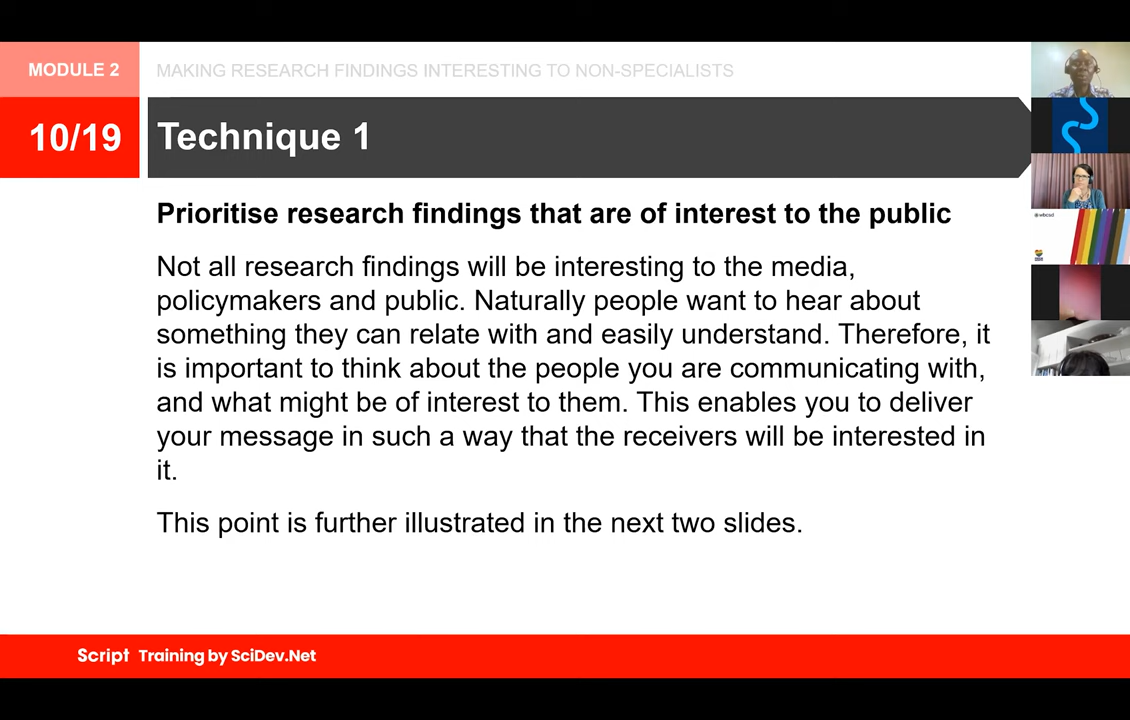 MODULE 2
MAKING RESEARCH FINDINGS INTERESTING TO NON-SPECIALISTS
10/19
Technique 1
Prioritise research findings that are of interest to the public
Not all research findings will be interesting to the media,
policymakers and public. Naturally people want to hear about
something they can relate with and easily understand. Therefore, it
is important to think about the people you are communicating with,
and what might be of interest to them. This enables you to deliver
your message in such a way that the receivers will be interested in
it.
This point is further illustrated in the next two slides.
Script Training by SciDev.Net
wbcsd